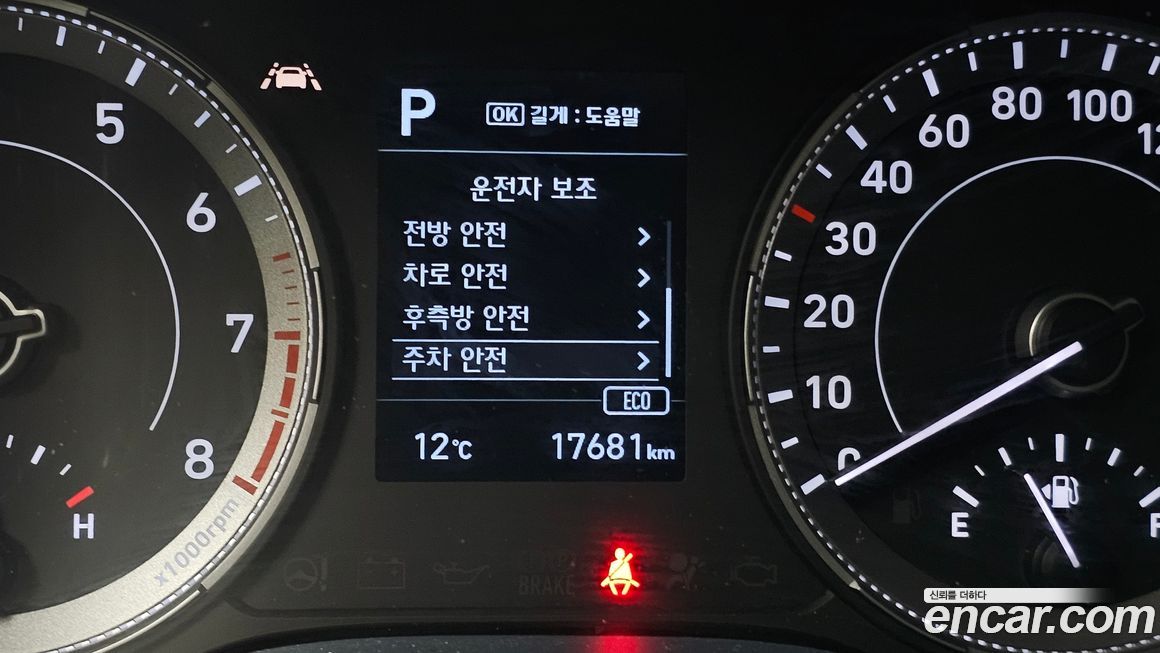 5
6
7
8
x1000rpm
H
P
OK 길게 : 도움말
운전자 보조
전방 안전
차로 안전
후측방 안전
주차 안전
ECO
12℃
17681 km
BRAKE
0
10
20
30
40
60
80
100
E
신뢰를 더하다
encar.com